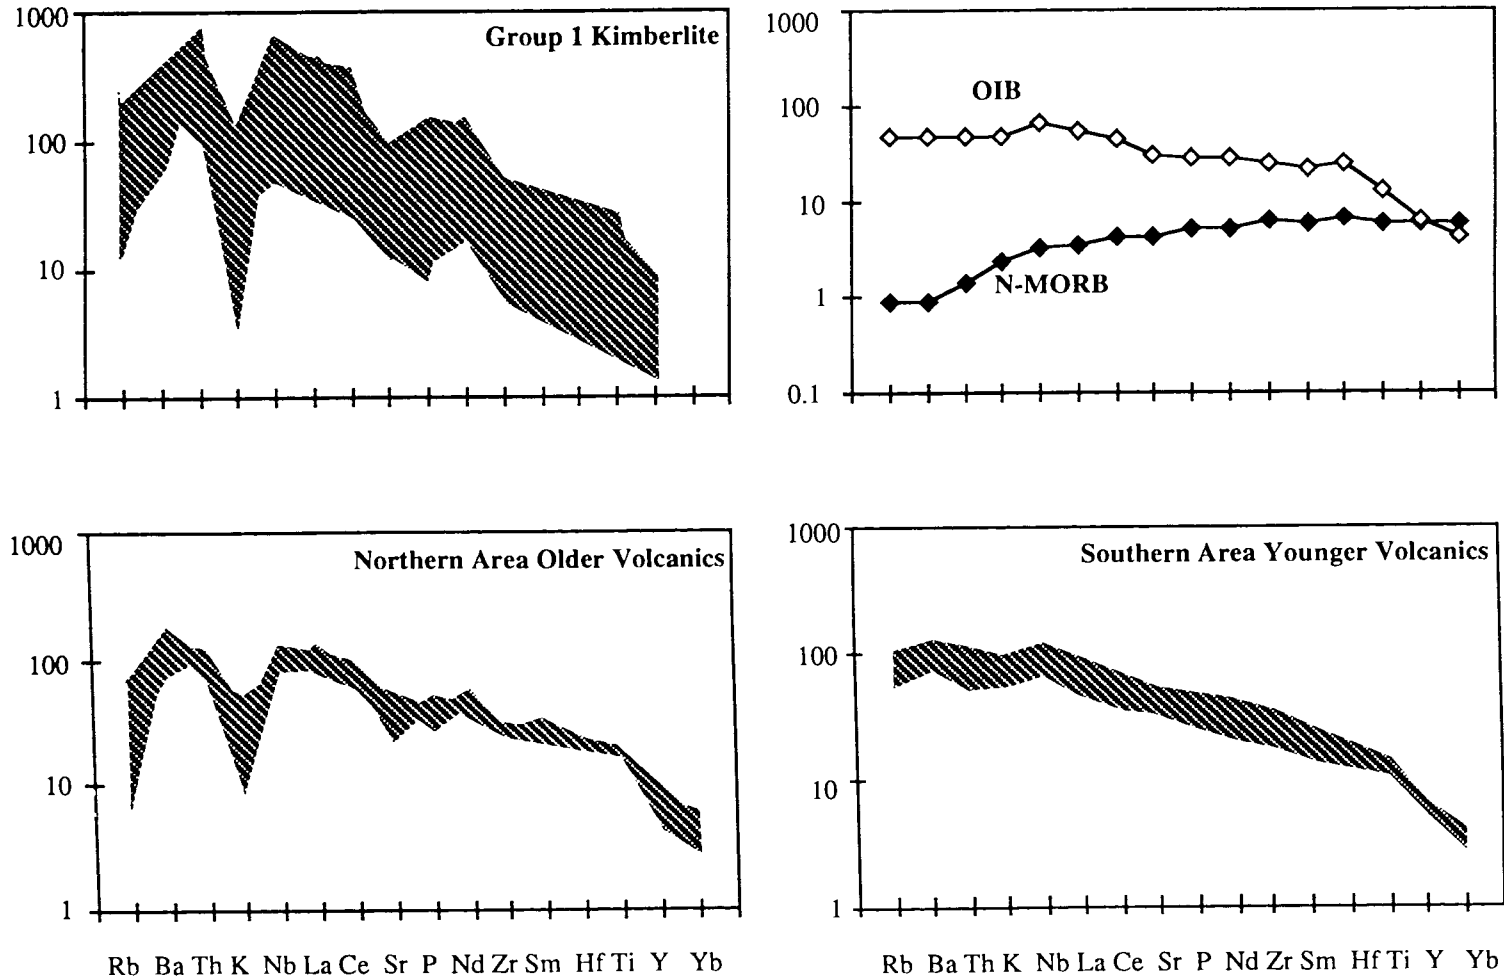 1000
Group 1 Kimberlite
100
10
1
1000
OIB
100
10
N-MORB
1
0.1
1000
Northern Area Older Volcanics
100
10
1
Rb Ba Th K Nb La Ce Sr P Nd Zr Sm Hf Ti Y Yb
1000
Southern Area Younger Volcanics
100
10
1
Rb Ba Th K Nb La Ce Sr P Nd Zr Sm Hf Ti Y Yb